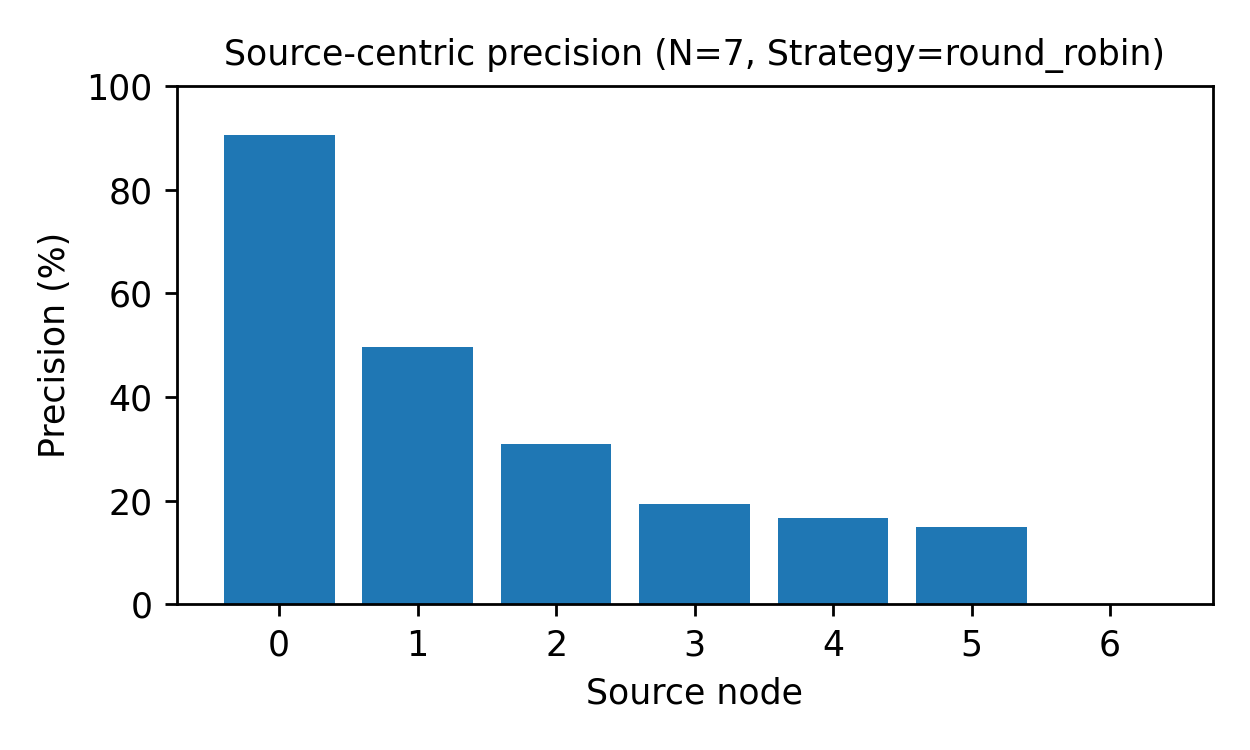 Source-centric precision (N=7, Strategy=round_robin)
Precision (%)
100
80
60
40
20
0
0 1 2 3 4 5 6
Source node